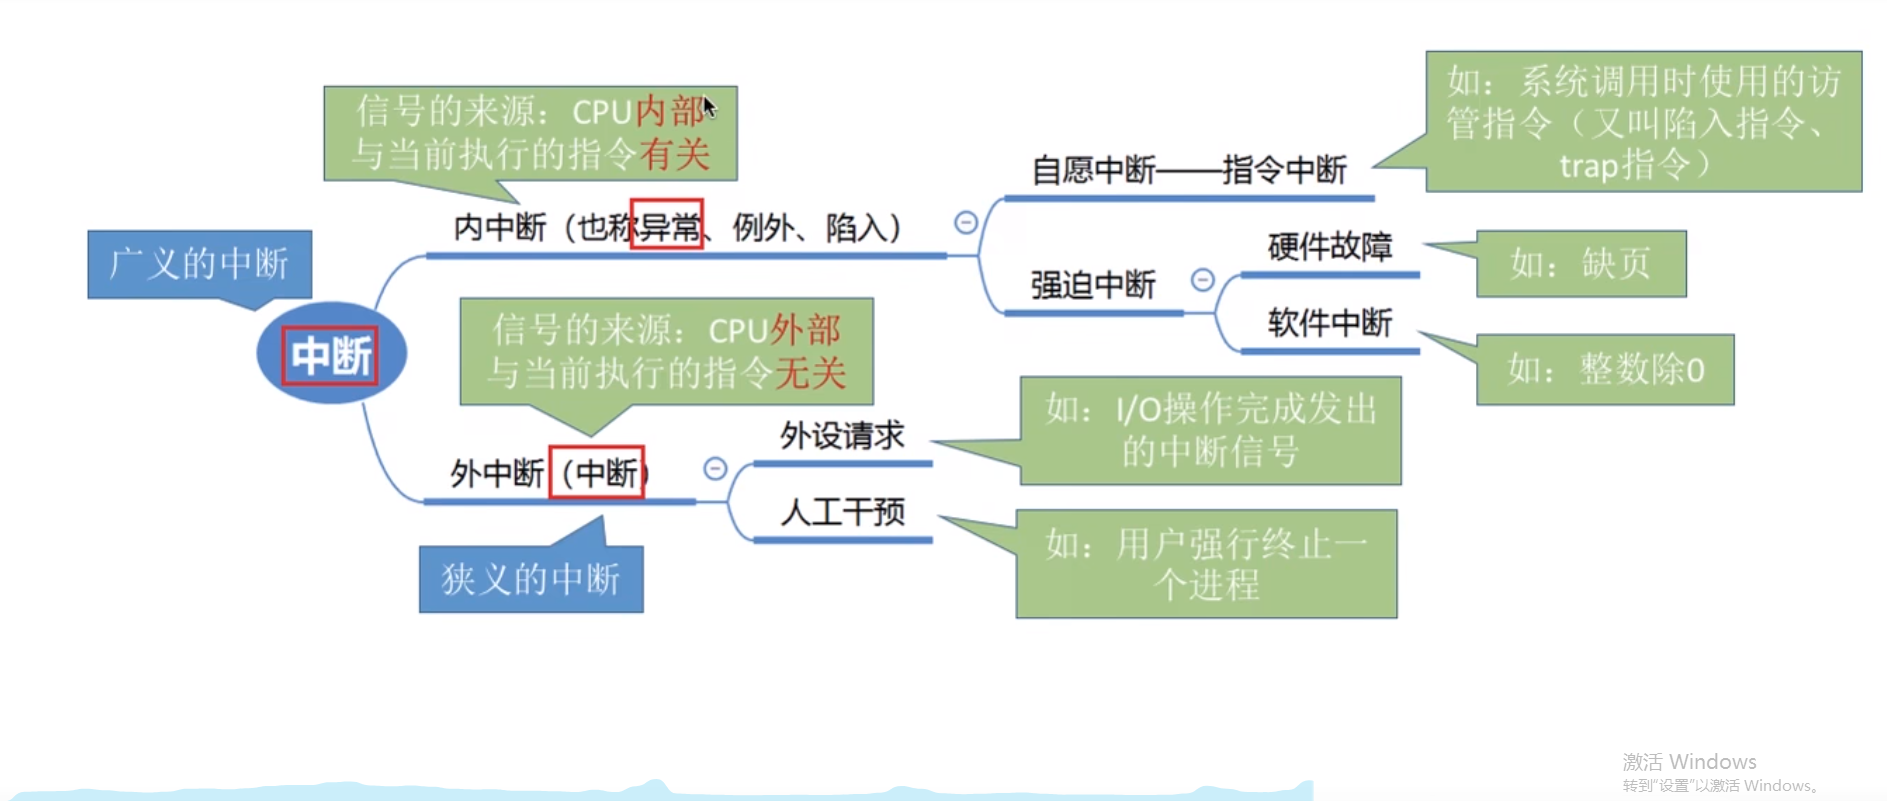 信号的来源：CPU内部
与当前执行的指令有关
如：系统调用时使用的访
管指令（又叫陷入指令、
trap指令）
自愿中断——指令中断
内中断（也称异常、例外、陷入）
广义的中断
硬件故障
如：缺页
强迫中断
信号的来源：CPU外部
与当前执行的指令无关
软件中断
如：整数除0
中断
如：I/O操作完成发出
的中断信号
外设请求
外中断（中断）
人工干预
如：用户强行终止一
个进程
狭义的中断
激活 Windows
转到"设置"以激活 Windows。